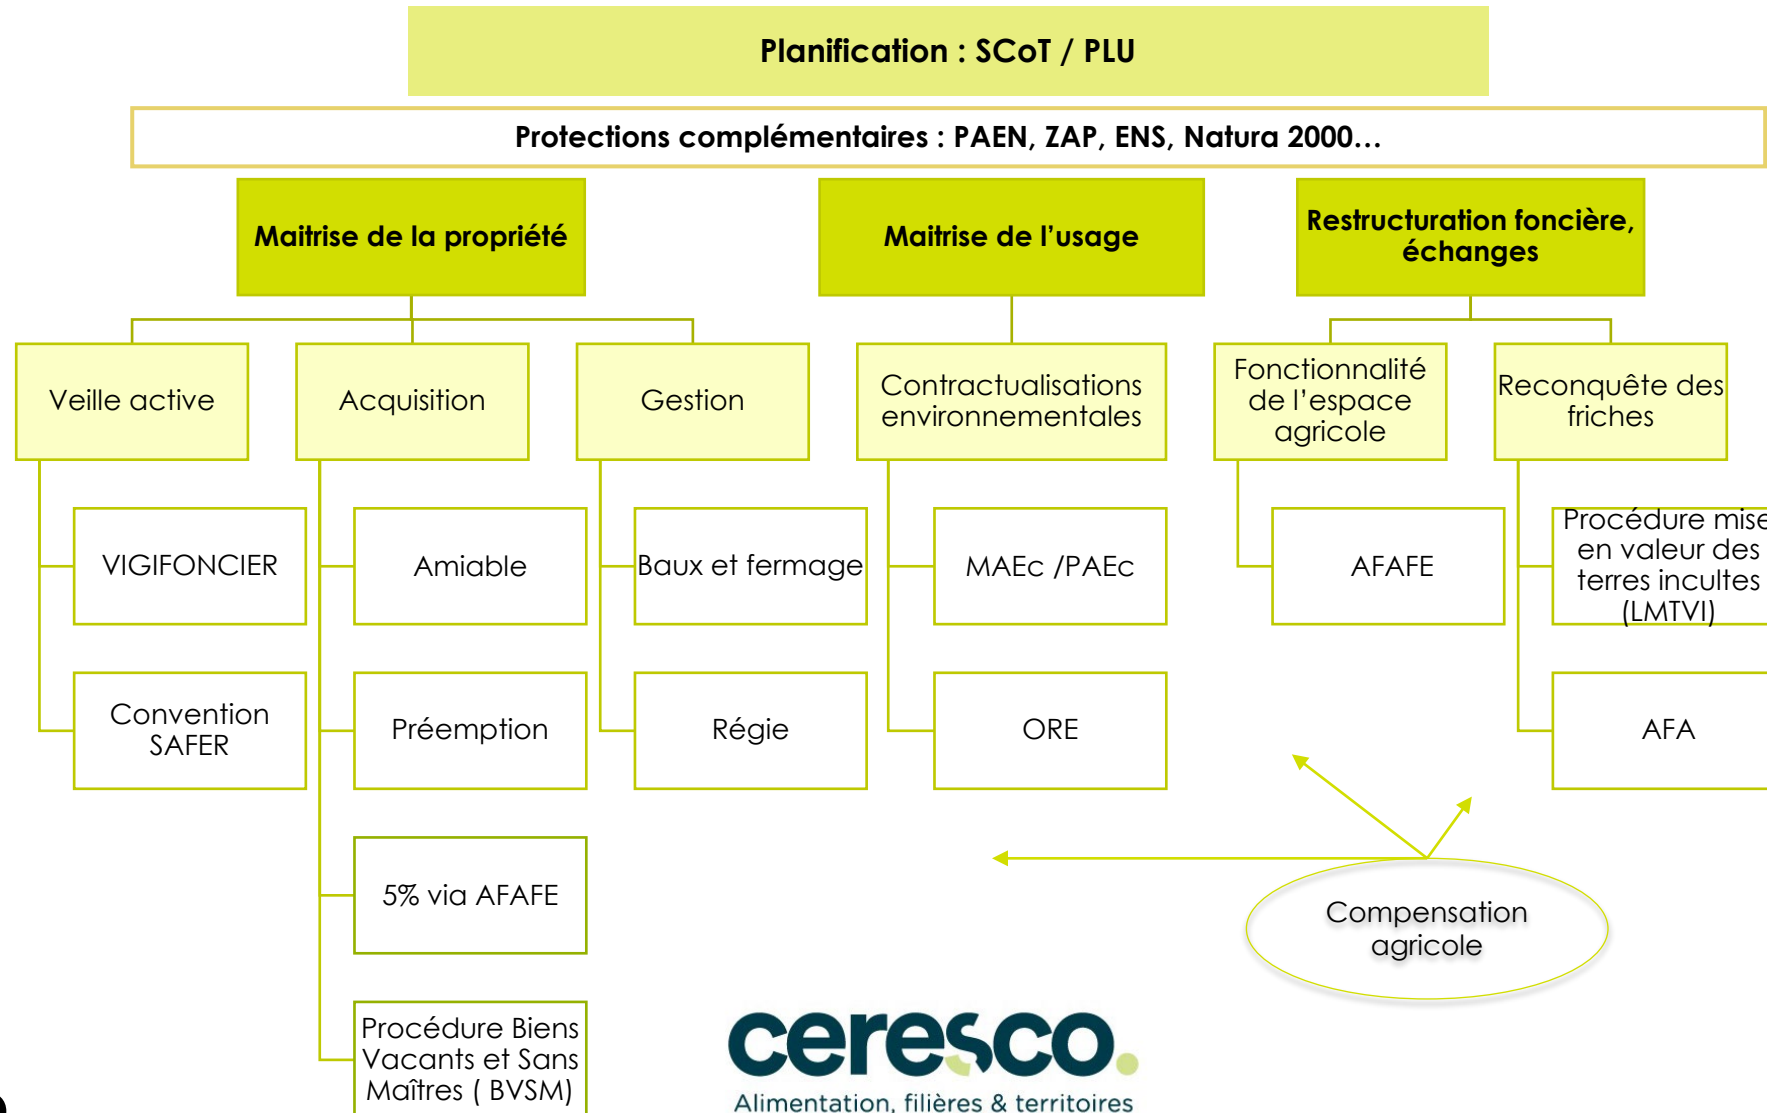 Planification : SCoT / PLU
Protections complémentaires : PAEN, ZAP, ENS, Natura 2000…
Maitrise de la propriété
Maitrise de l’usage
Restructuration foncière,
échanges
Veille active
Acquisition
Gestion
Contractualisations
environnementales
Fonctionnalité
de l’espace
agricole
Reconquête des
friches
VIGIFONCIER
Amiable
Baux et fermage
MAEc /PAEc
AFAFE
Procédure mise
en valeur des
terres incultes
(LMTVI)
Convention
SAFER
Préemption
Régie
ORE
AFA
5% via AFAFE
Compensation
agricole
Procédure Biens
Vacants et Sans
Maîtres ( BVSM)
ceresco.
Alimentation, filières & territoires